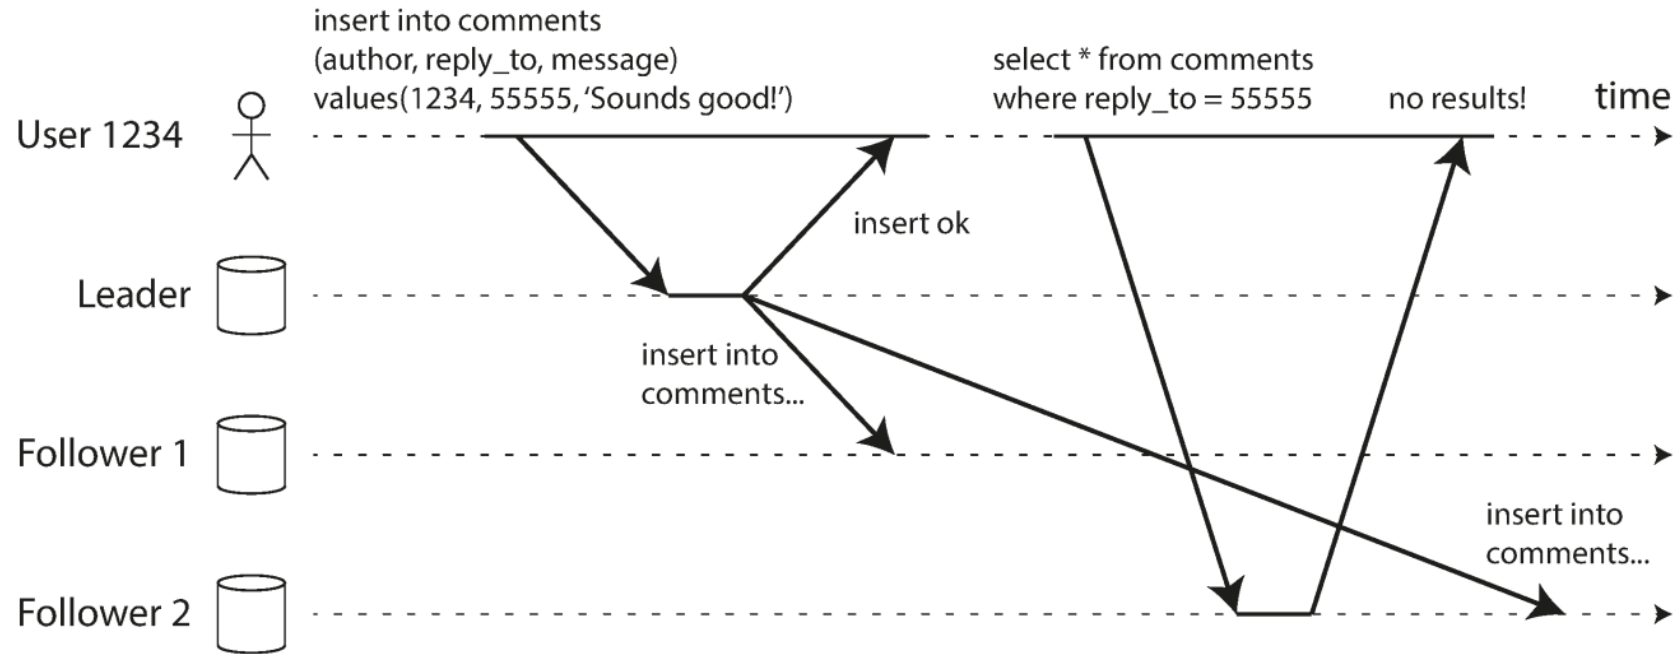 insert into comments
(author, reply_to, message)
values(1234, 55555, ‘Sounds good!’)
select * from comments
where reply_to = 55555
no results!
time
User 1234
insert ok
Leader
insert into
comments...
Follower 1
insert into
comments...
Follower 2